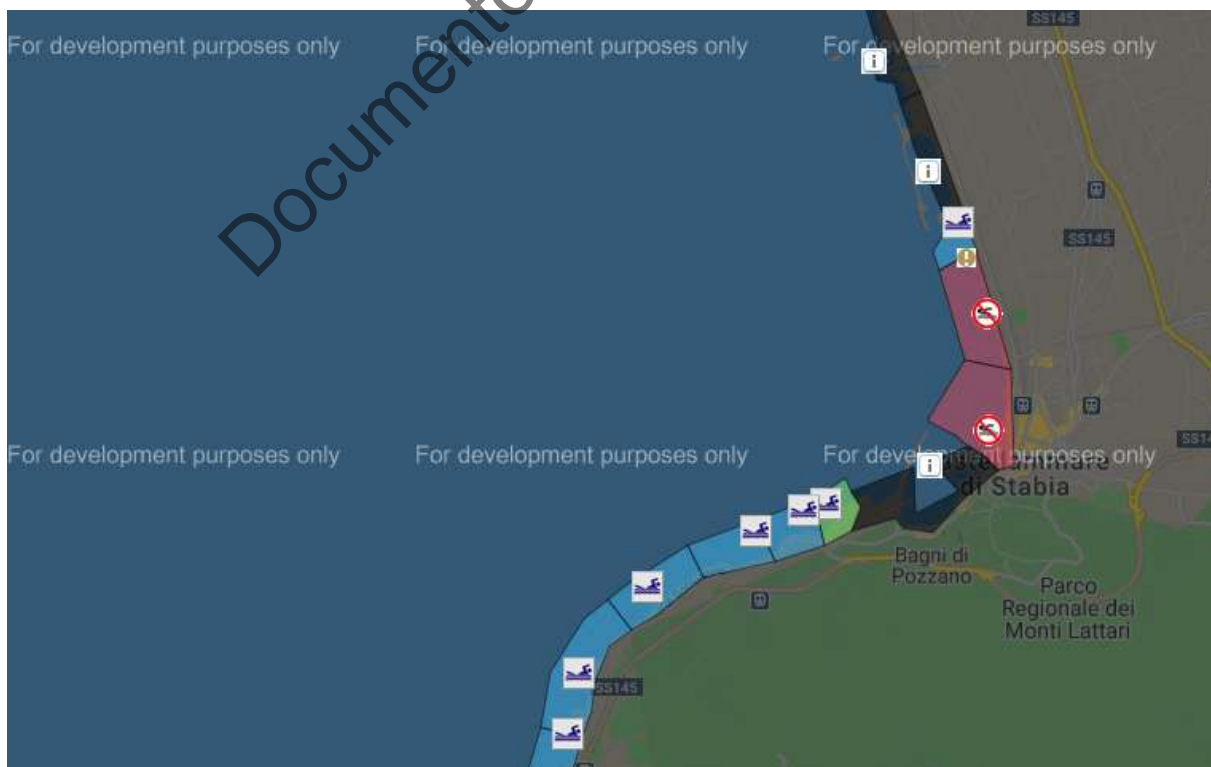 SS145
For development purposes only For development purposes only For development purposes only
Documento
SS145
For development purposes only For development purposes only For development purposes only
di Stabia
Bagni di
Pozzano
Parco
Regionale dei
Monti Lattari
SS145